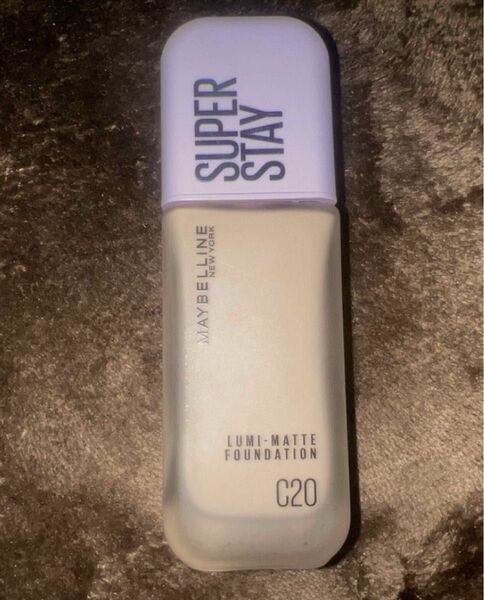 SUPER
STAY
MAYBELLINE
NEW YORK
LUMI-MATTE
FOUNDATION
C20